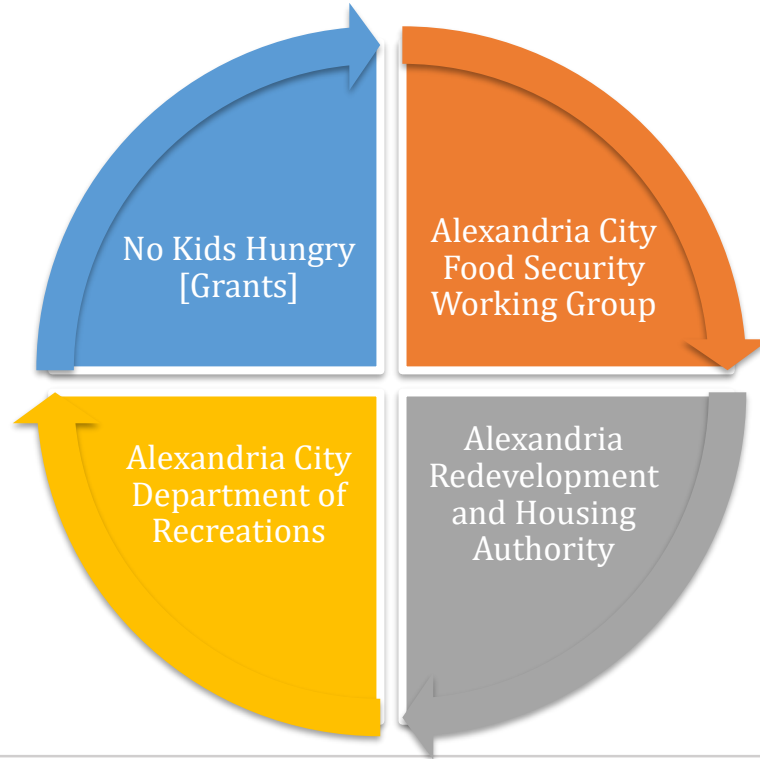 No Kids Hungry
[Grants]
Alexandria City
Food Security
Working Group
Alexandria City
Department of
Recreations
Alexandria
Redevelopment
and Housing
Authority